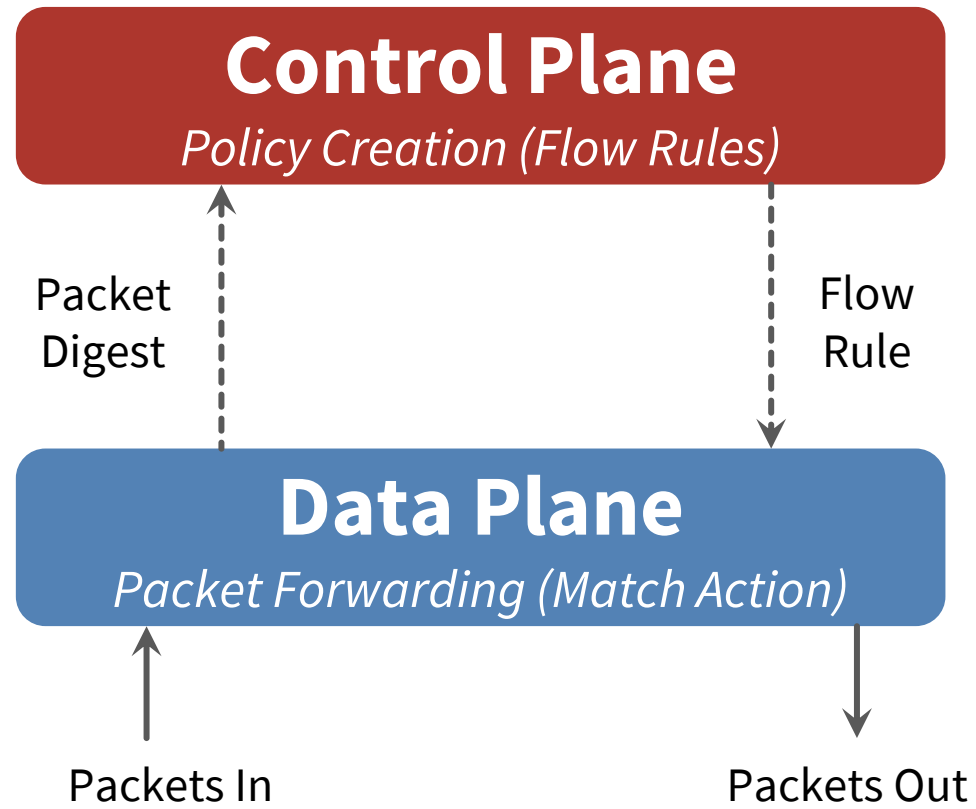 Control Plane
Policy Creation (Flow Rules)
Packet
Digest
Flow
Rule
Data Plane
Packet Forwarding (Match Action)
Packets In
Packets Out